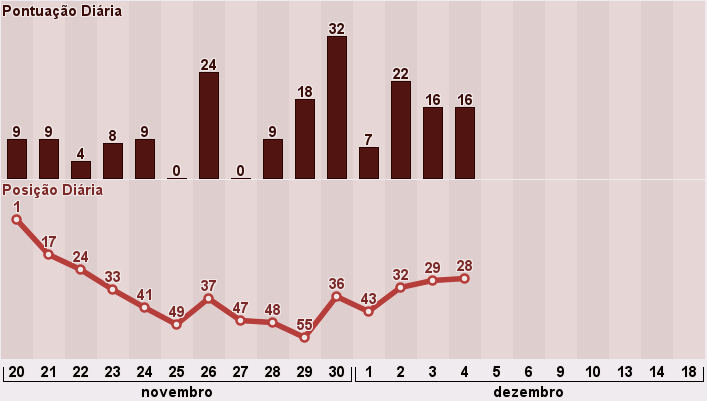 Pontuação Diária
9 9 4 8 9 0 24 0 9 18 32 7 22 16 16
Posição Diária
1 17 24 33 41 49 37 47 48 55 36 43 32 29 28
20 21 22 23 24 25 26 27 28 29 30 1 2 3 4 5 6 9 10 13 14 18
novembro dezembro